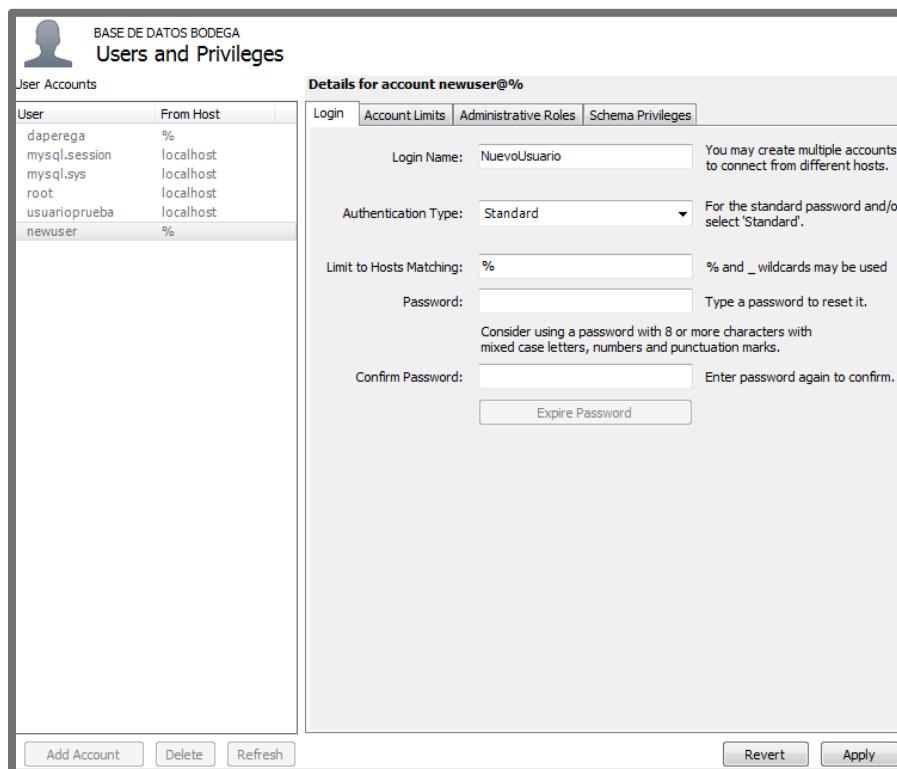 BASE DE DATOS BODEGA
Users and Privileges
User Accounts
Details for account newuser@%
User From Host
daperega %
mysql.session localhost
mysql.sys localhost
root localhost
usuarioprueba localhost
newuser %
Login Account Limits Administrative Roles Schema Privileges
Login Name: NuevoUsuario You may create multiple accounts
to connect from different hosts.
Authentication Type: Standard For the standard password and/o
select 'Standard'.
Limit to Hosts Matching: % % and _ wildcards may be used
Password: Type a password to reset it.
Consider using a password with 8 or more characters with
mixed case letters, numbers and punctuation marks.
Confirm Password: Enter password again to confirm.
Expire Password
Add Account Delete Refresh Revert Apply